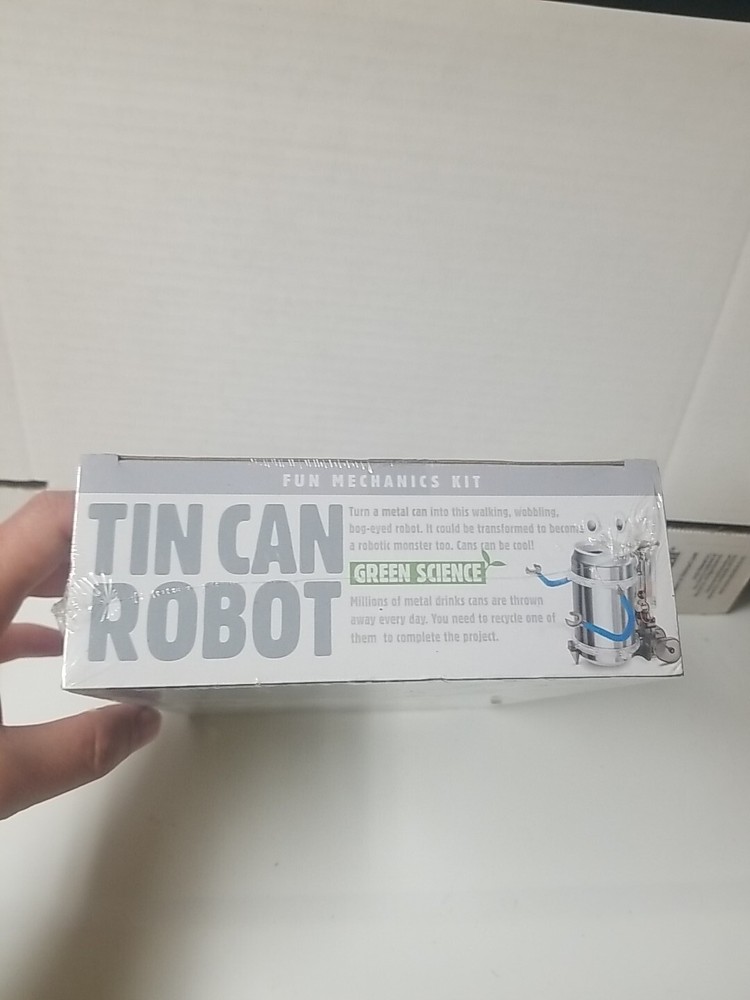 FUN MECHANICS KIT
TIN CAN
ROBOT
Turn a metal can into this walking, wobbling,
bog-eyed robot. It could be transformed to become
a robotic monster too. Cans can be cool!
GREEN SCIENCE
Millions of metal drinks cans are thrown
away every day. You need to recycle one of
them to complete the project.